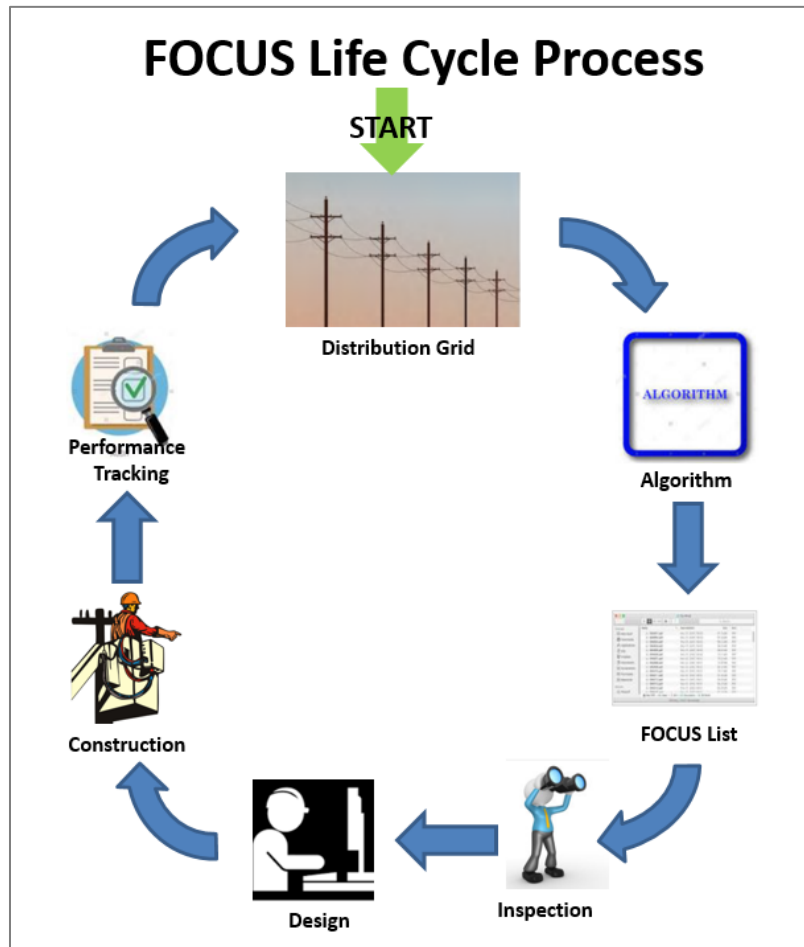 FOCUS Life Cycle Process
START
Distribution Grid
ALGORITHM
Algorithm
FOCUS List
Inspection
Design
Construction
Performance
Tracking